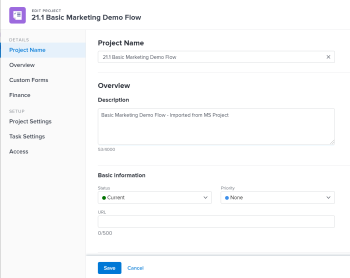 EDIT PROJECT
21.1 Basic Marketing Demo Flow
DETAILS
Project Name
Overview
Custom Forms
Finance
SETUP
Project Settings
Task Settings
Access
Project Name
21.1 Basic Marketing Demo Flow
Overview
Description
Basic Marketing Demo Flow - Imported from MS Project
Basic Information
Status
Priority
Current
None
URL
0/500
Save
Cancel